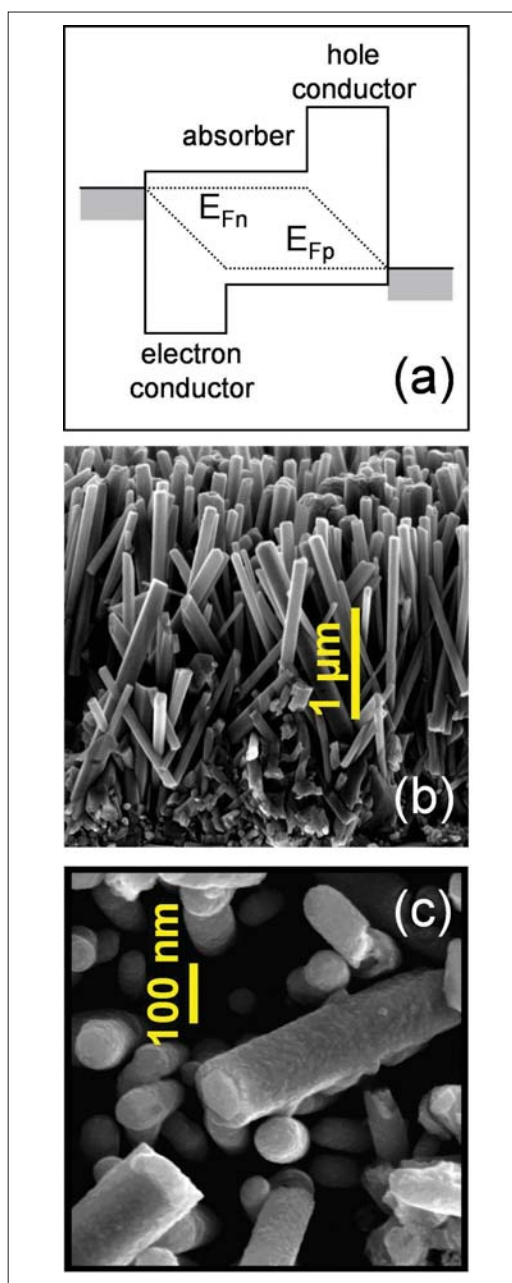 hole
conductor
absorber
E_Fn
E_Fp
electron
conductor
(a)
1 µm
(b)
(c)
100 nm